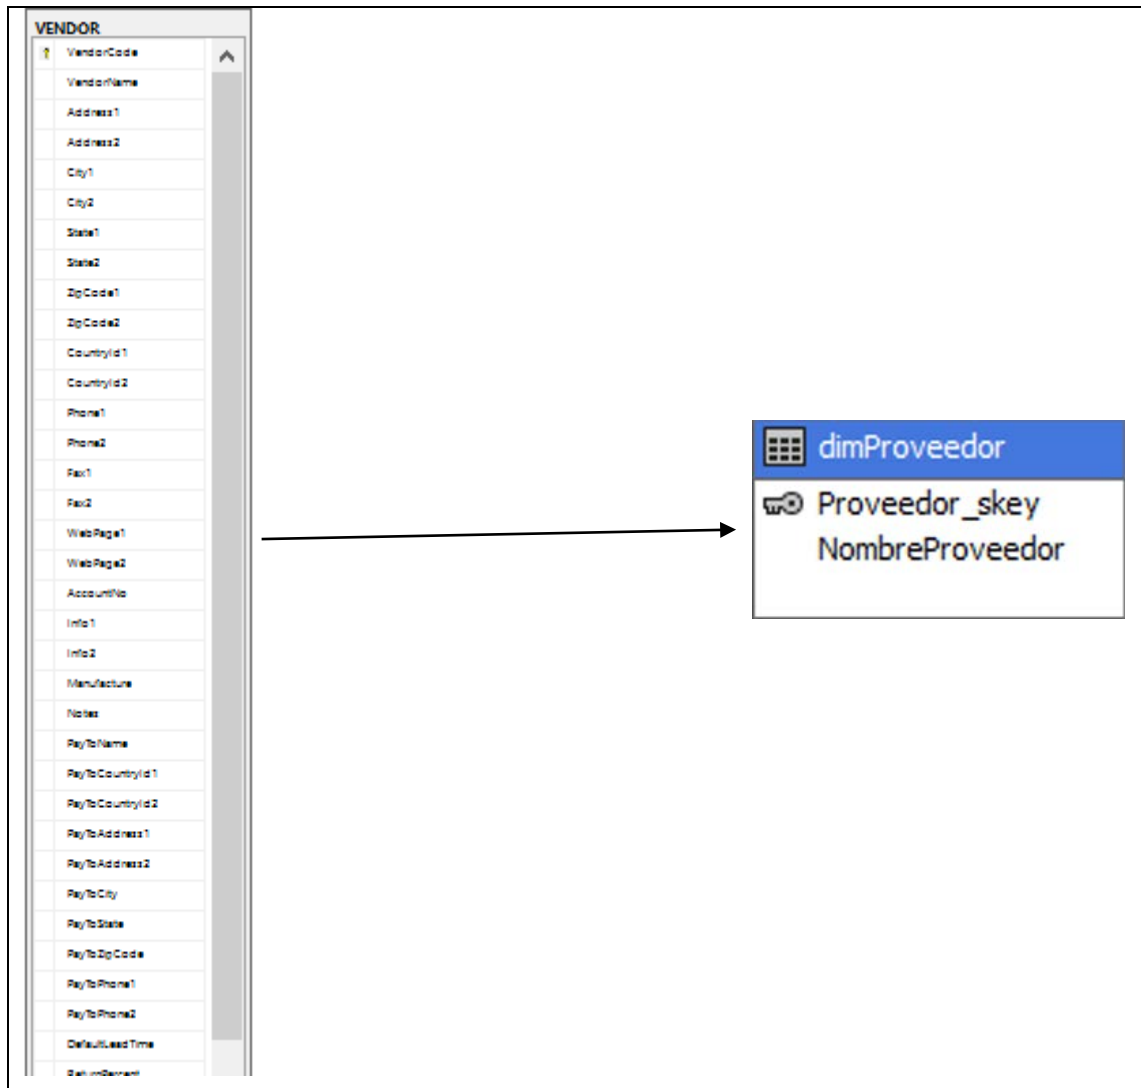 VENDOR
VendorCode
VendorName
Address1
Address2
City1
City2
State1
State2
ZipCode1
ZipCode2
CountryId1
CountryId2
Phone1
Phone2
Fax1
Fax2
WebPage1
WebPage2
AccountNo
Info1
Info2
Manufacture
Notes
PayToName
PayToCountryId1
PayToCountryId2
PayToAddress1
PayToAddress2
PayToCity
PayToState
PayToZipCode
PayToPhone1
PayToPhone2
DefaultLeadTime
ReturnPercent
dimProveedor
Proveedor_skey
NombreProveedor